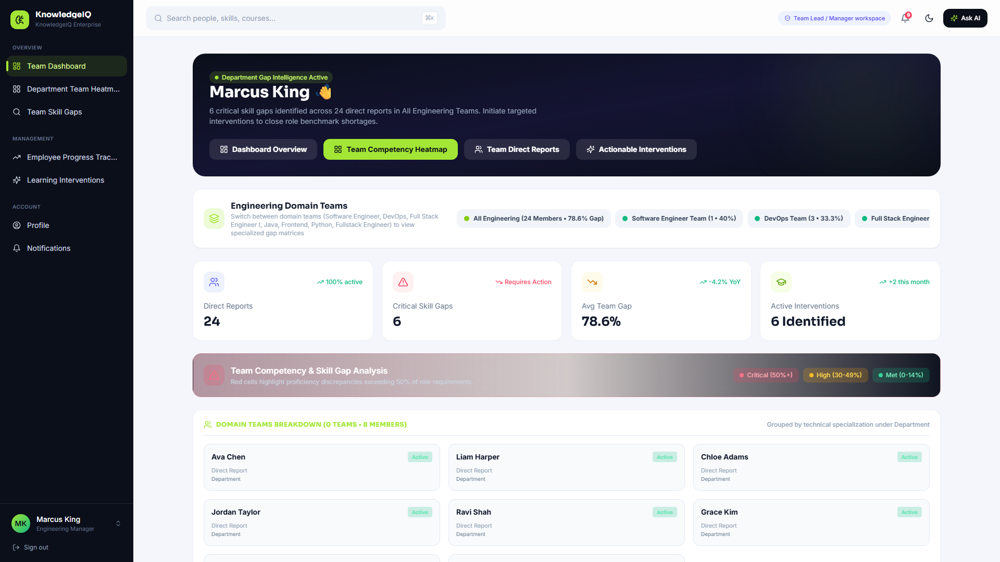 KnowledgeIQ
KnowledgeIQ Enterprise
OVERVIEW
Team Dashboard
Department Team Heatm...
Team Skill Gaps
MANAGEMENT
Employee Progress Trac...
Learning Interventions
ACCOUNT
Profile
Notifications
MK
Marcus King
Engineering Manager
Sign out
Search people, skills, courses...
⌘K
Team Lead / Manager workspace
9
Ask AI
Department Gap Intelligence Active
Marcus King 👋
6 critical skill gaps identified across 24 direct reports in All Engineering Teams. Initiate targeted
interventions to close role benchmark shortages.
Dashboard Overview
Team Competency Heatmap
Team Direct Reports
Actionable Interventions
Engineering Domain Teams
Switch between domain teams (Software Engineer, DevOps, Full Stack
Engineer I, Java, Frontend, Python, Fullstack Engineer) to view
specialized gap matrices
All Engineering (24 Members • 78.6% Gap)
Software Engineer Team (1 • 40%)
DevOps Team (3 • 33.3%)
Full Stack Engineer
100% active
Direct Reports
24
Requires Action
Critical Skill Gaps
6
-4.2% YoY
Avg Team Gap
78.6%
+2 this month
Active Interventions
6 Identified
Team Competency & Skill Gap Analysis
Red cells highlight proficiency discrepancies exceeding 50% of role requirements.
Critical (50%+)
High (30-49%)
Met (0-14%)
DOMAIN TEAMS BREAKDOWN (0 TEAMS • 8 MEMBERS)
Grouped by technical specialization under Department
Ava Chen
Active
Direct Report
Department
Liam Harper
Active
Direct Report
Department
Chloe Adams
Active
Direct Report
Department
Jordan Taylor
Active
Direct Report
Department
Ravi Shah
Active
Direct Report
Department
Grace Kim
Active
Direct Report
Department